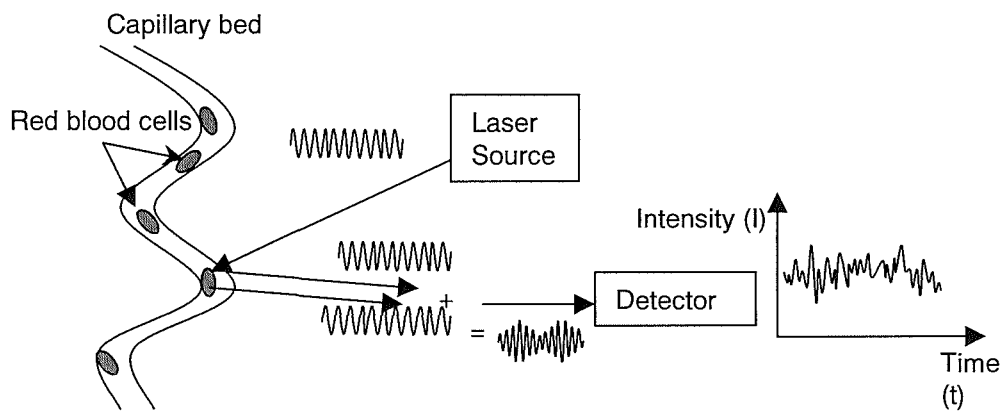 Capillary bed
Red blood cells
Laser
Source
Intensity (I)
+
=
Detector
Time
(t)